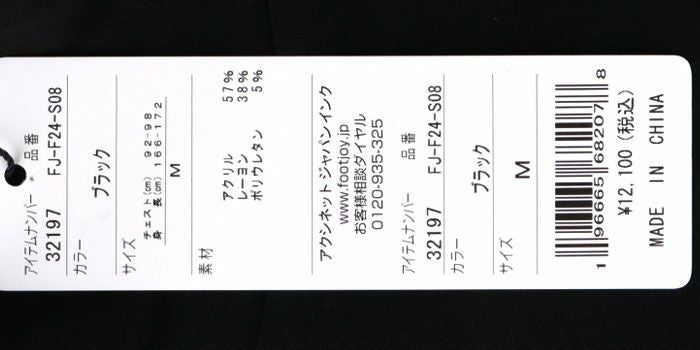 アイテムナンバー 品番
32197 FJ-F24-S08
カラー
ブラック
サイズ
チェスト(cm) 92-98
身 長(cm) 166-172
M
素材
アクリル 57%
レーヨン 38%
ポリウレタン 5%
アクシネットジャパンインク
www.footjoy.jp
お客様相談ダイヤル
0120-935-325
アイテムナンバー 品番
32197 FJ-F24-S08
カラー
ブラック
サイズ
M
1 96665 68207 8
¥12,100(税込)
MADE IN CHINA